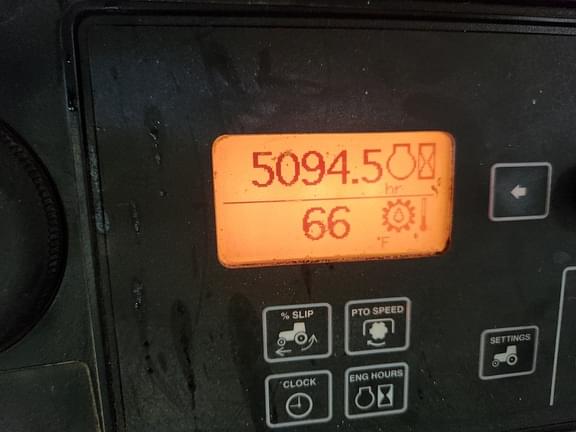 5094.5
hr
66
°F
% SLIP
PTO SPEED
SETTINGS
CLOCK
ENG HOURS